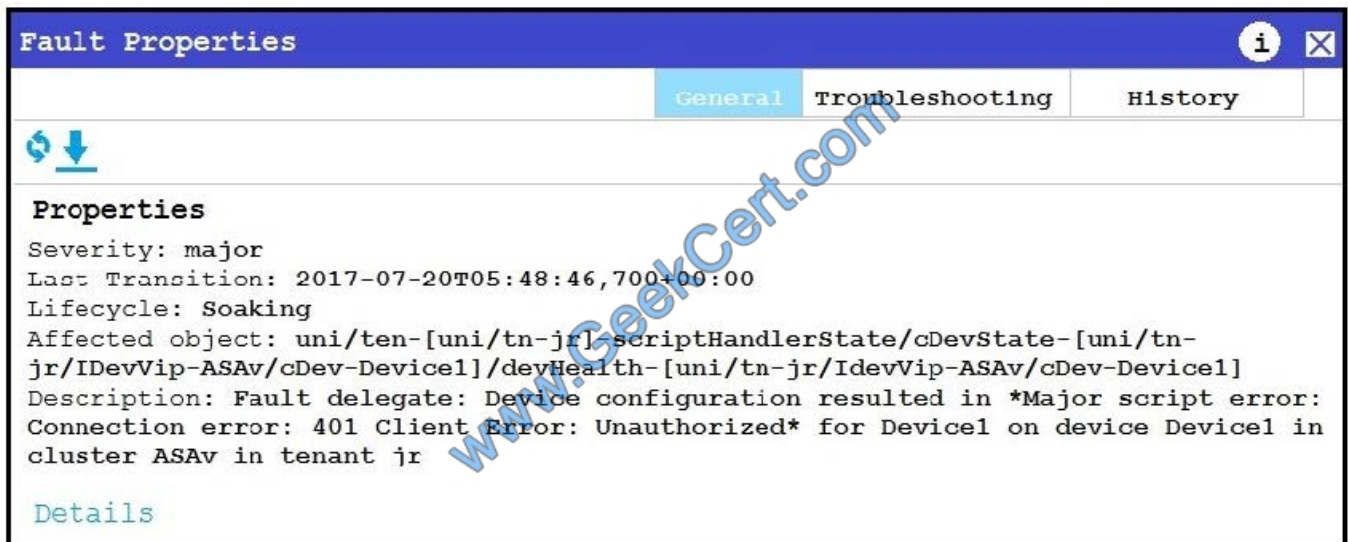 Fault Properties
i
General Troubleshooting History
Properties
Severity: major
Last Transition: 2017-07-20T05:48:46,700+00:00
Lifecycle: Soaking
Affected object: uni/ten-[uni/tn-jr]-scriptHandlerState/cDevState-[uni/tn-
jr/IDevVip-ASAv/cDev-Device1]/devHealth-[uni/tn-jr/IdevVip-ASAv/cDev-Device1]
Description: Fault delegate: Device configuration resulted in *Major script error:
Connection error: 401 Client Error: Unauthorized* for Device1 on device Device1 in
cluster ASAv in tenant jr
Details
www.GeekCert.com